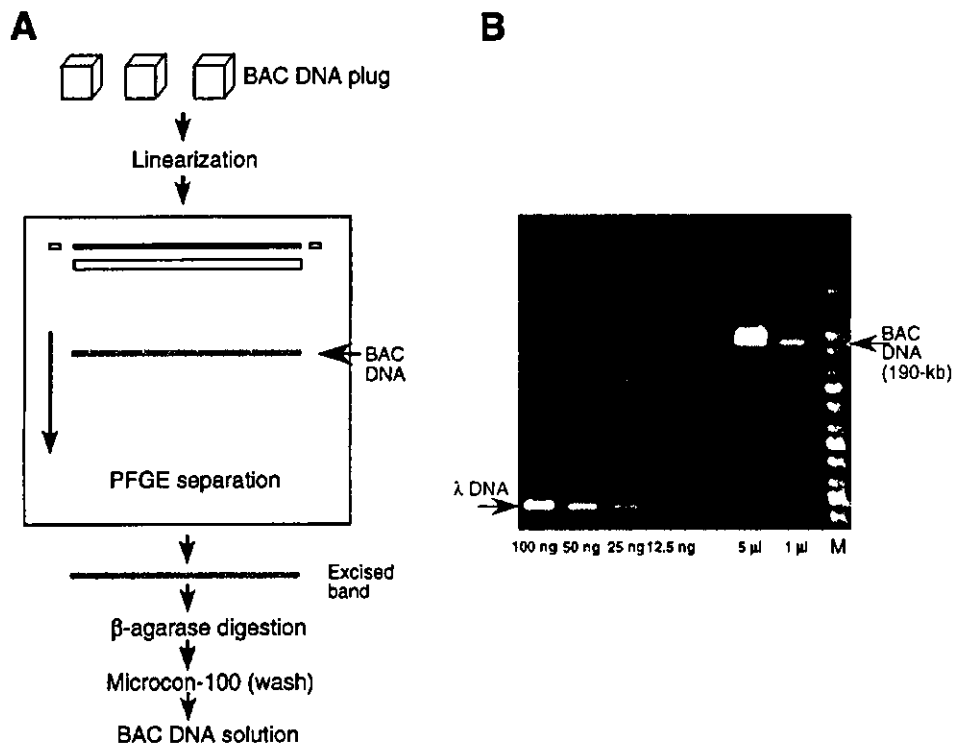 A
BAC DNA plug
Linearization
BAC
DNA
PFGE separation
Excised
band
β-agarase digestion
Microcon-100 (wash)
BAC DNA solution
B
BAC
DNA
(190-kb)
λ DNA
100 ng 50 ng 25 ng 12.5 ng 5 µl 1 µl M